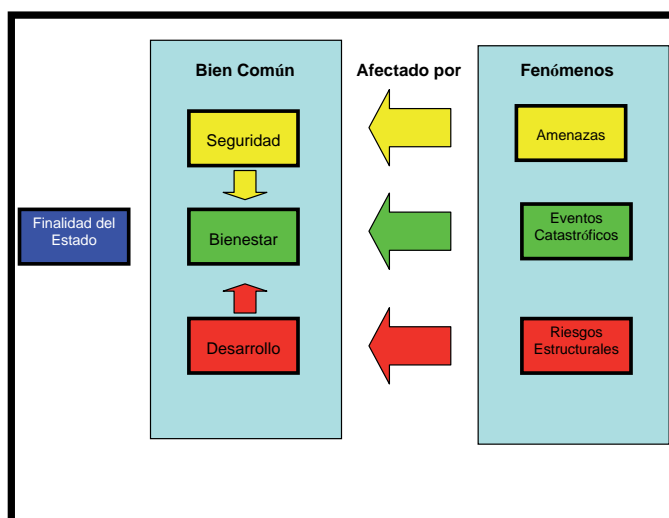 Bien Común
Afectado por
Fenómenos
Seguridad
Amenazas
Finalidad del
Estado
Bienestar
Eventos
Catastróficos
Desarrollo
Riesgos
Estructurales